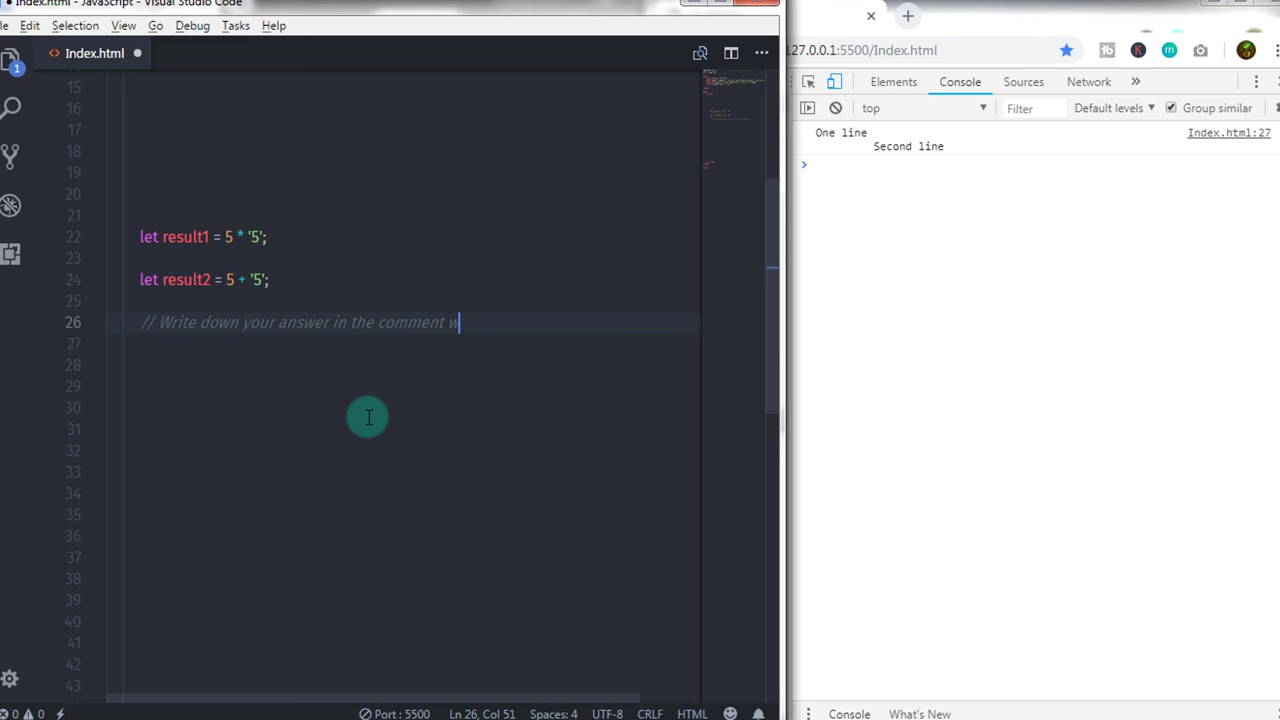 Index.html - JavaScript - Visual Studio Code
Edit Selection View Go Debug Tasks Help
<> Index.html
1
15
16
17
18
19
20
21
22 let result1 = 5 * '5';
23
24 let result2 = 5 + '5';
25
26 // Write down your answer in the comment w
27
28
29
30
31
32
33
34
35
36
37
38
39
40
41
42
43
0 0 Port : 5500 Ln 26, Col 51 Spaces: 4 UTF-8 CRLF HTML
127.0.0.1:5500/Index.html
Elements Console Sources Network
top Filter Default levels Group similar
One line Index.html:27
Second line
Console What's New